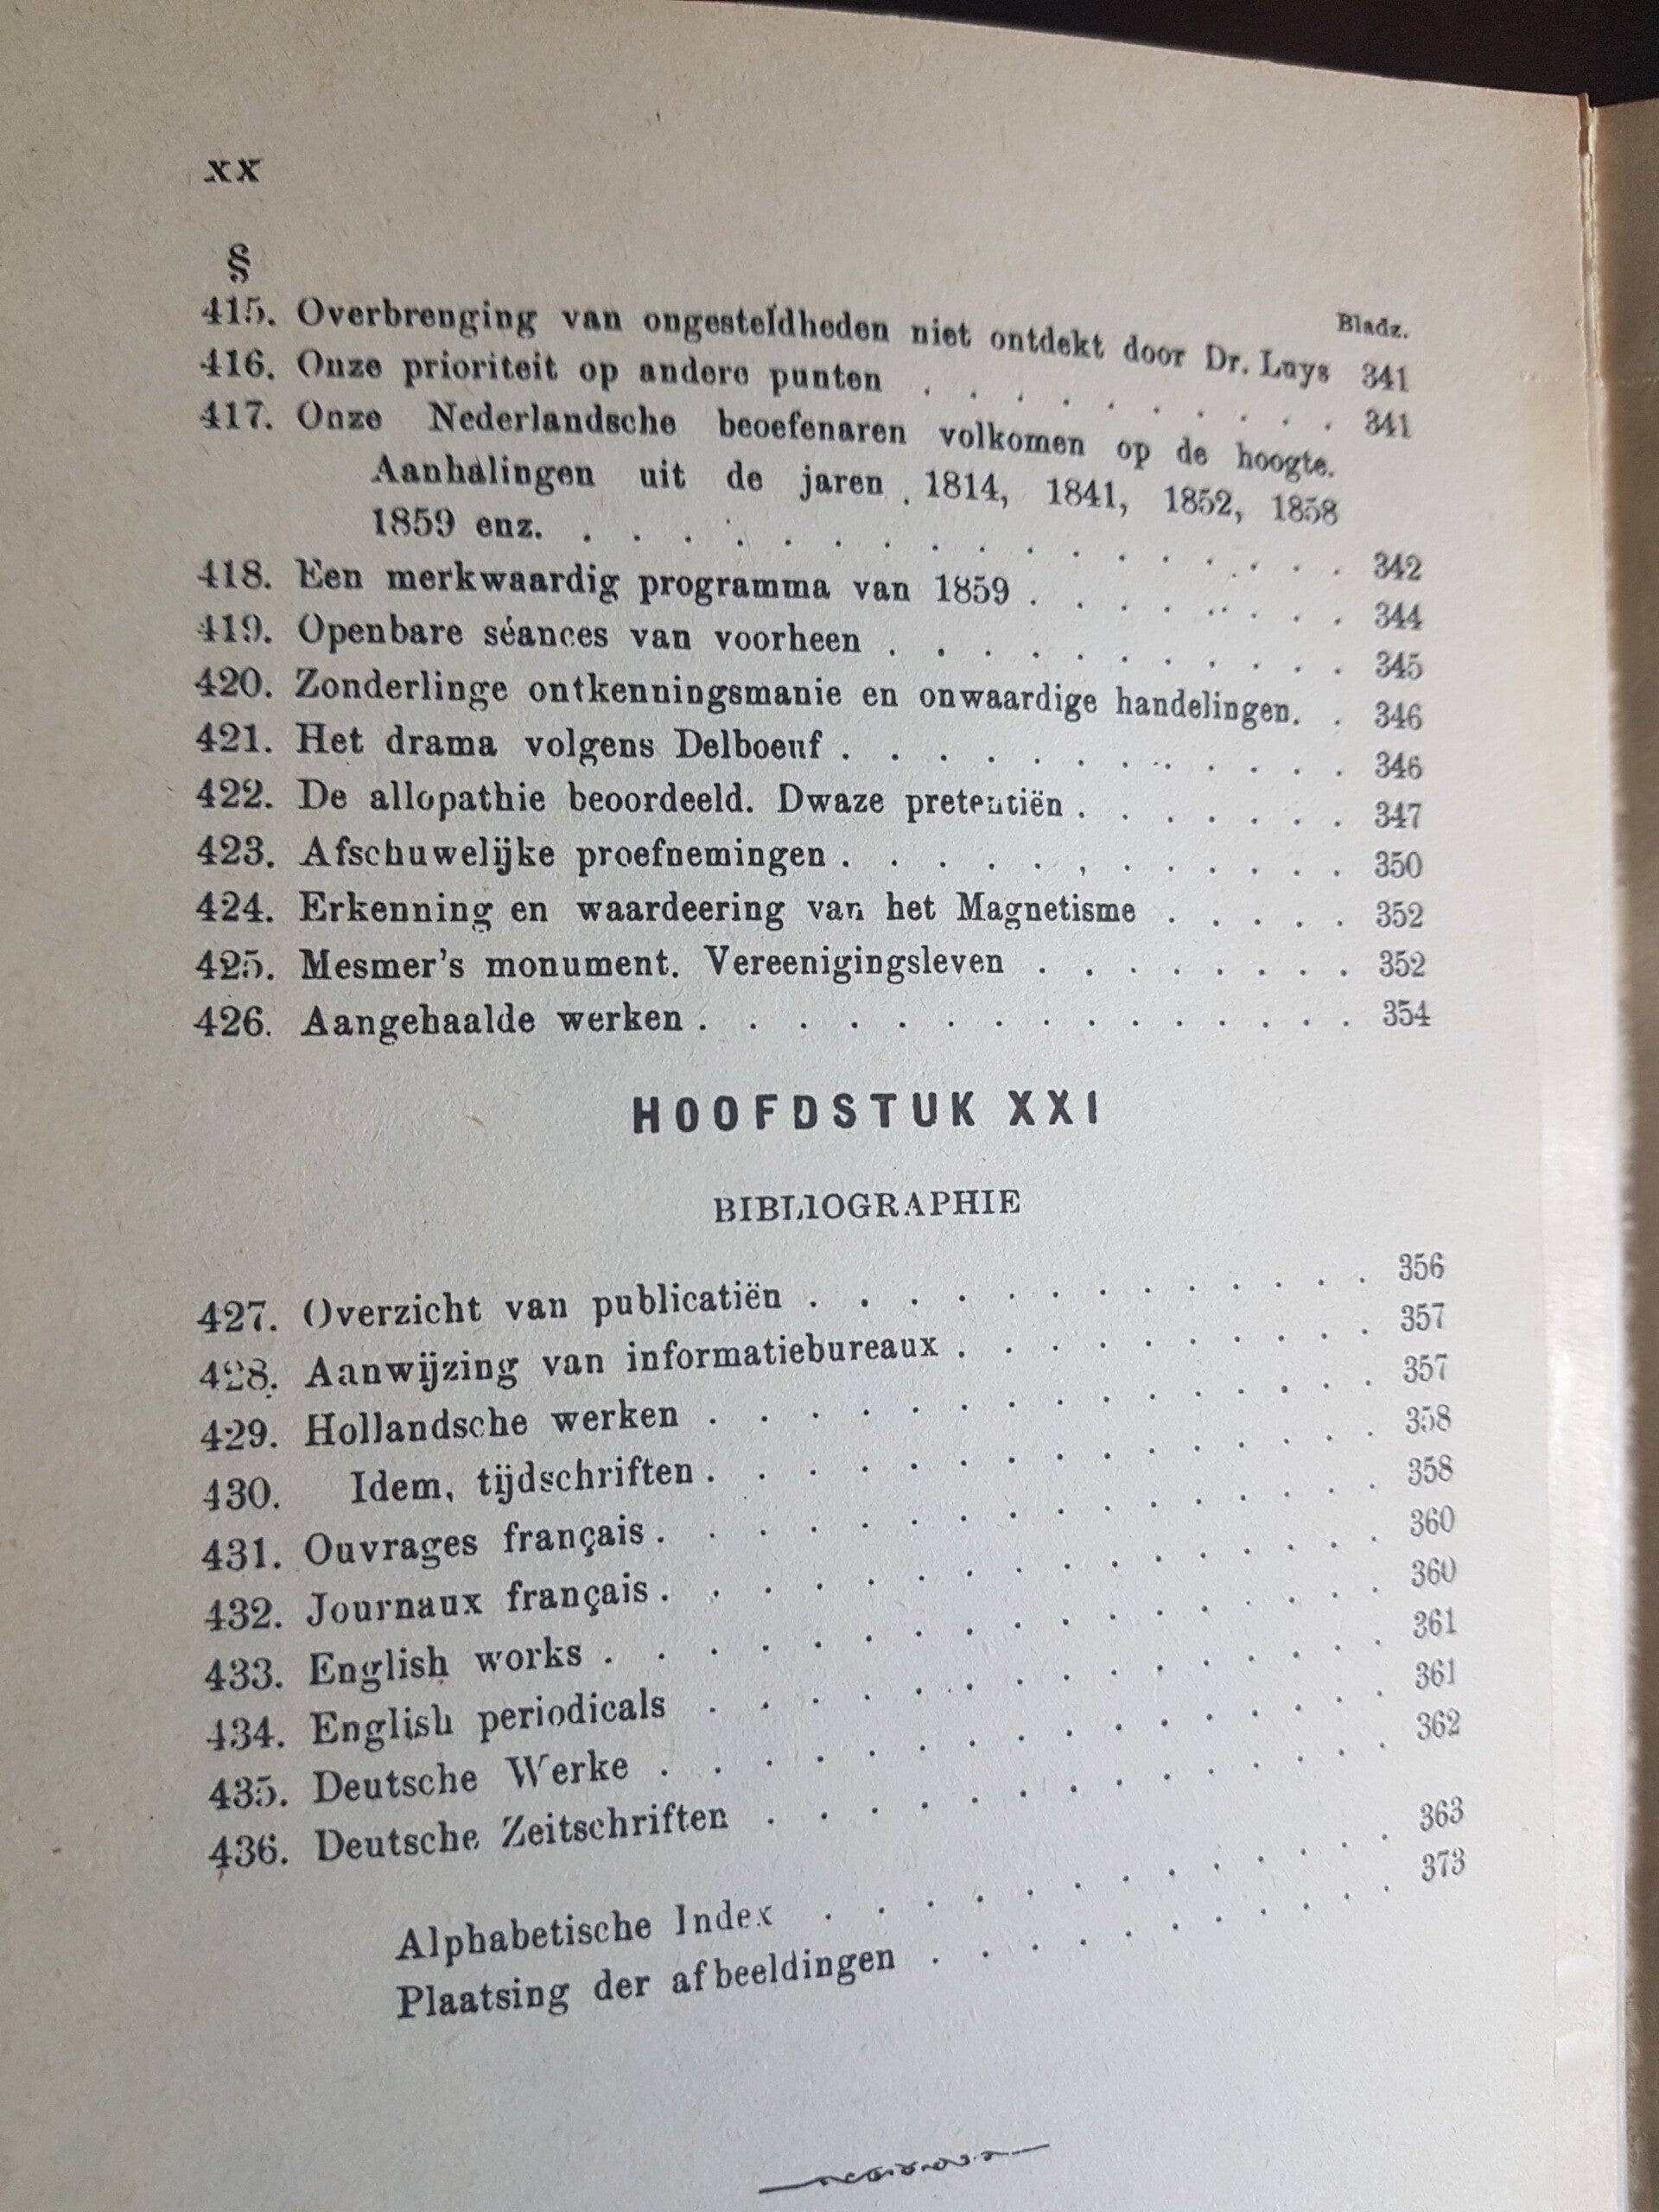 xx
§
Bladz.
415. Overbrenging van ongesteldheden niet ontdekt door Dr. Luys 341
416. Onze prioriteit op andere punten . . . . . . . . . . 341
417. Onze Nederlandsche beoefenaren volkomen op de hoogte.
Aanhalingen uit de jaren 1814, 1841, 1852, 1858
1859 enz. . . . . . . . . . . . . . . . . . 342
418. Een merkwaardig programma van 1859 . . . . . . . . 344
419. Openbare séances van voorheen . . . . . . . . . . 345
420. Zonderlinge ontkenningsmanie en onwaardige handelingen. . 346
421. Het drama volgens Delboeuf . . . . . . . . . . . 346
422. De allopathie beoordeeld. Dwaze pretentiën . . . . . . 347
423. Afschuwelijke proefnemingen . . . . . . . . . . . 350
424. Erkenning en waardeering van het Magnetisme . . . . . 352
425. Mesmer's monument. Vereenigingsleven . . . . . . . 352
426. Aangehaalde werken . . . . . . . . . . . . . . 354
HOOFDSTUK XXI
BIBLIOGRAPHIE
427. Overzicht van publicatiën . . . . . . . . . . . . 356
428. Aanwijzing van informatiebureaux . . . . . . . . . 357
429. Hollandsche werken . . . . . . . . . . . . . . 357
430. Idem, tijdschriften . . . . . . . . . . . . . . 358
431. Ouvrages français . . . . . . . . . . . . . . . 358
432. Journaux français . . . . . . . . . . . . . . . 360
433. English works . . . . . . . . . . . . . . . . 360
434. English periodicals . . . . . . . . . . . . . . 361
435. Deutsche Werke . . . . . . . . . . . . . . . 361
436. Deutsche Zeitschriften . . . . . . . . . . . . . 362
Alphabetische Index . . . . . . . . . . . . 363
Plaatsing der afbeeldingen . . . . . . . . . . 373